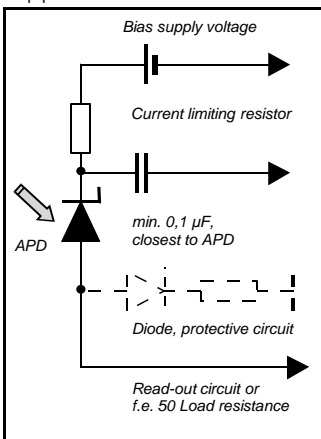 Bias supply voltage
Current limiting resistor
min. 0,1 µF,
closest to APD
APD
Diode, protective circuit
Read-out circuit or
f.e. 50 Load resistance